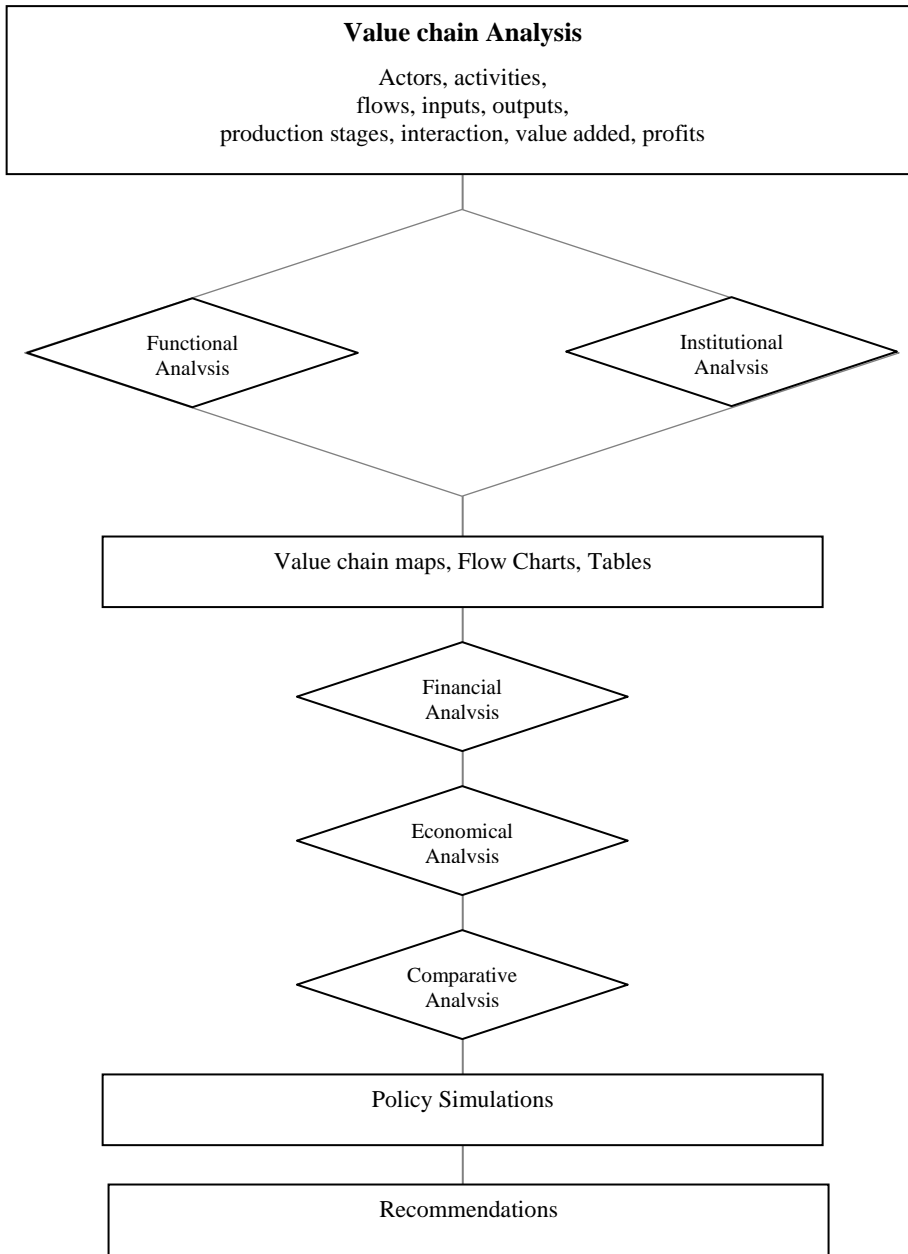 Value chain Analysis
Actors, activities,
flows, inputs, outputs,
production stages, interaction, value added, profits
Functional
Analysis
Institutional
Analysis
Value chain maps, Flow Charts, Tables
Financial
Analysis
Economical
Analysis
Comparative
Analysis
Policy Simulations
Recommendations